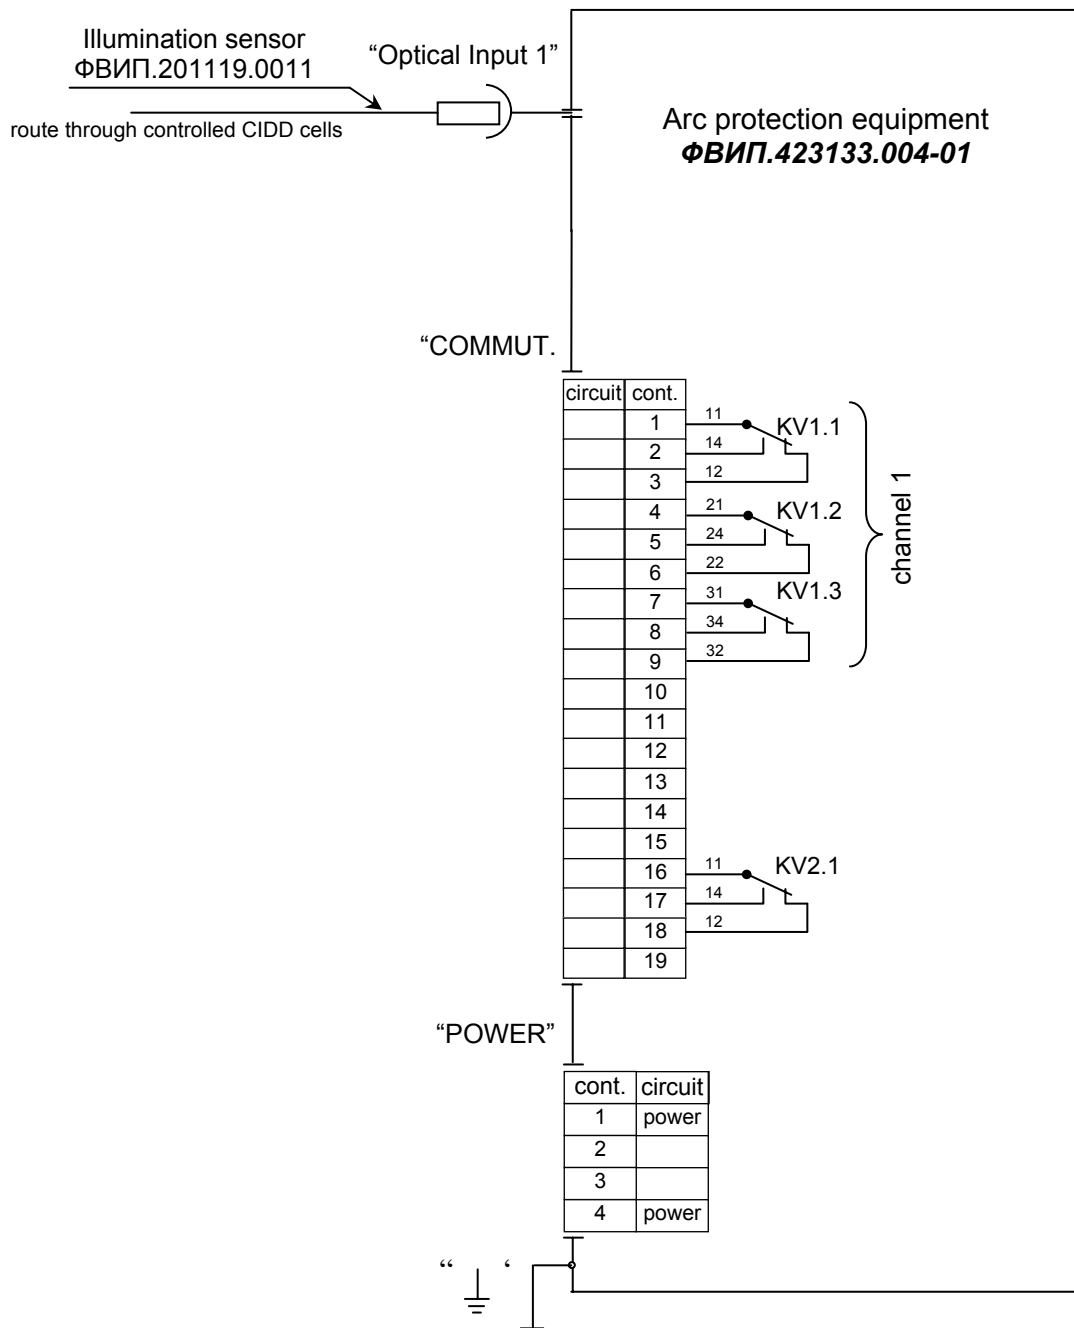 Illumination sensor
ФВИП.201119.0011
route through controlled CIDD cells
“Optical Input 1”
Arc protection equipment
ФВИП.423133.004-01
“COMMUT.
circuit cont.
1 11 KV1.1
2 14
3 12
4 21 KV1.2
5 24
6 22
7 31 KV1.3
8 34
9 32
channel 1
10
11
12
13
14
15
16 11 KV2.1
17 14
18 12
19
“POWER”
cont. circuit
1 power
2
3
4 power
“ ‘